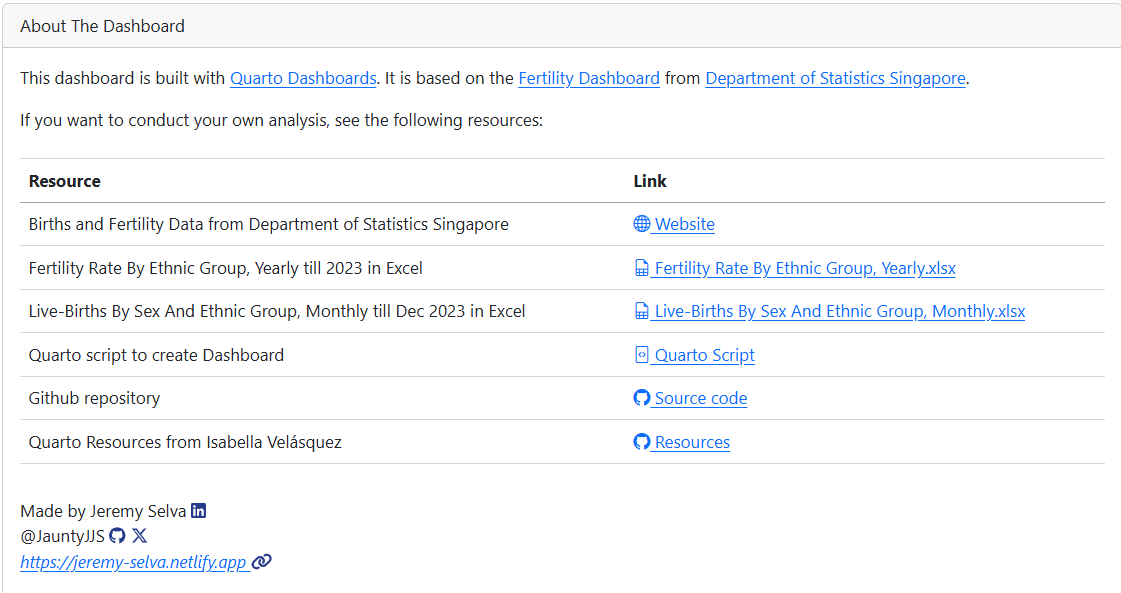 About The Dashboard
This dashboard is built with Quarto Dashboards. It is based on the Fertility Dashboard from Department of Statistics Singapore.
If you want to conduct your own analysis, see the following resources:
Resource Link
Births and Fertility Data from Department of Statistics Singapore Website
Fertility Rate By Ethnic Group, Yearly till 2023 in Excel Fertility Rate By Ethnic Group, Yearly.xlsx
Live-Births By Sex And Ethnic Group, Monthly till Dec 2023 in Excel Live-Births By Sex And Ethnic Group, Monthly.xlsx
Quarto script to create Dashboard Quarto Script
Github repository Source code
Quarto Resources from Isabella Velásquez Resources
Made by Jeremy Selva
@JauntyJJS
https://jeremy-selva.netlify.app